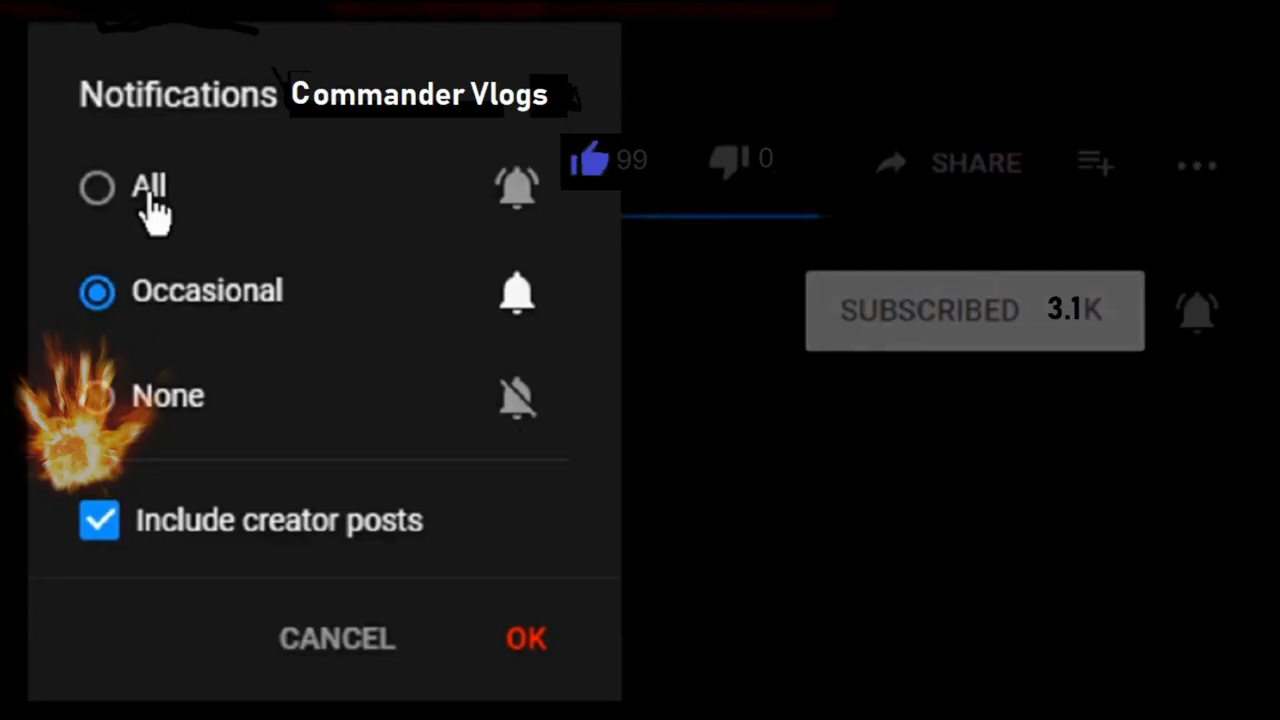 Notifications Commander Vlogs
All
Occasional
None
Include creator posts
CANCEL OK
99 0 SHARE
SUBSCRIBED 3.1K